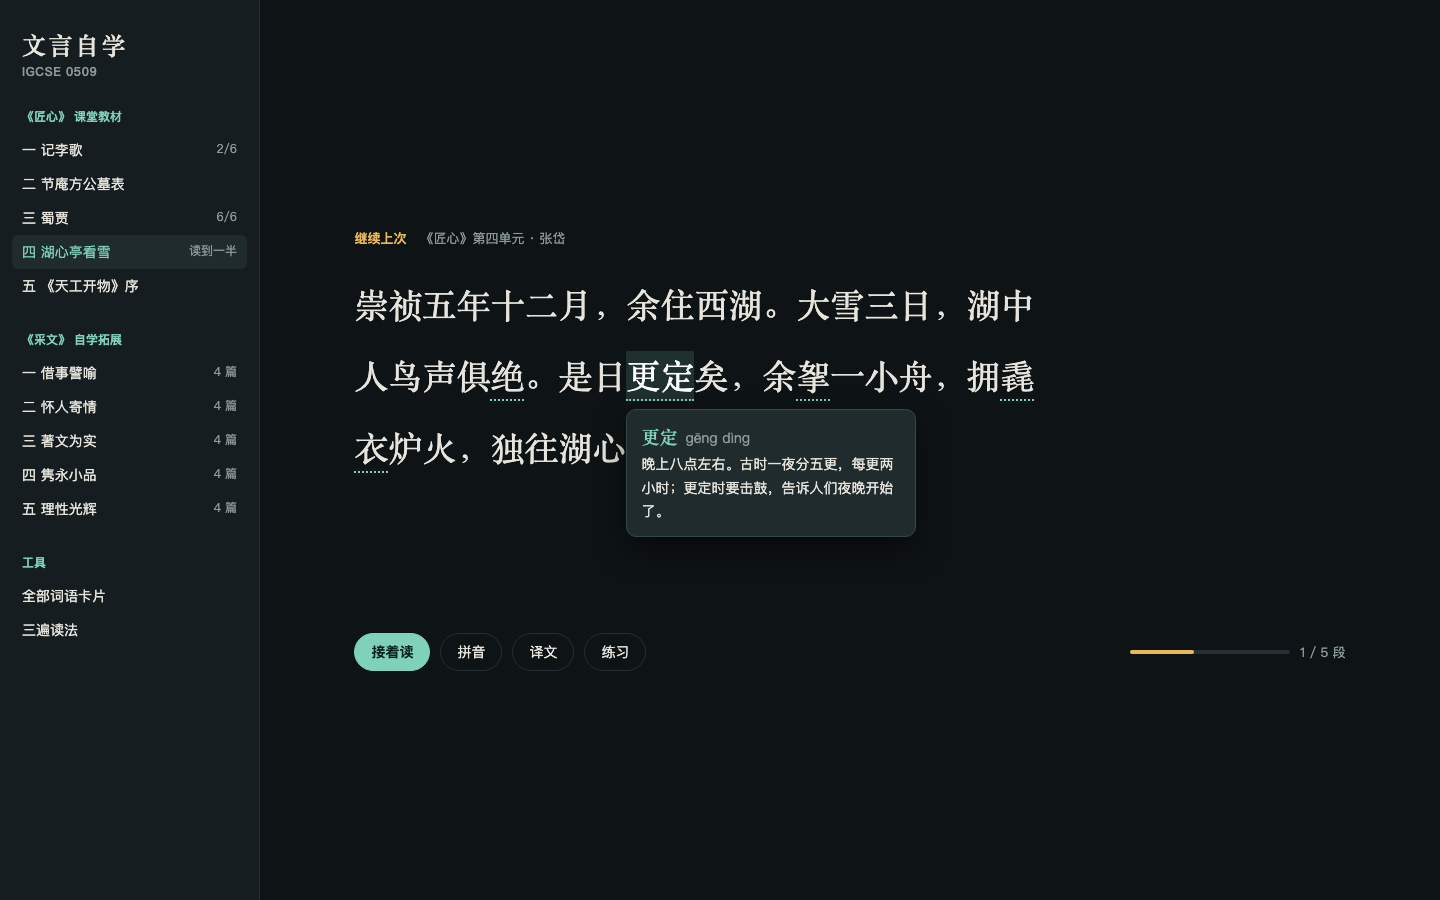 文言自学
IGCSE 0509
《匠心》 课堂教材
一 记李歌 2/6
二 节庵方公墓表
三 蜀贾 6/6
四 湖心亭看雪 读到一半
五 《天工开物》序
《采文》 自学拓展
一 借事譬喻 4 篇
二 怀人寄情 4 篇
三 著文为实 4 篇
四 隽永小品 4 篇
五 理性光辉 4 篇
工具
全部词语卡片
三遍读法
继续上次 《匠心》第四单元 · 张岱
崇祯五年十二月，余住西湖。大雪三日，湖中
人鸟声俱绝。是日更定矣，余挐一小舟，拥毳
衣炉火，独往湖心
更定 gēng dìng
晚上八点左右。古时一夜分五更，每更两
小时；更定时要击鼓，告诉人们夜晚开始
了。
接着读 拼音 译文 练习 1 / 5 段